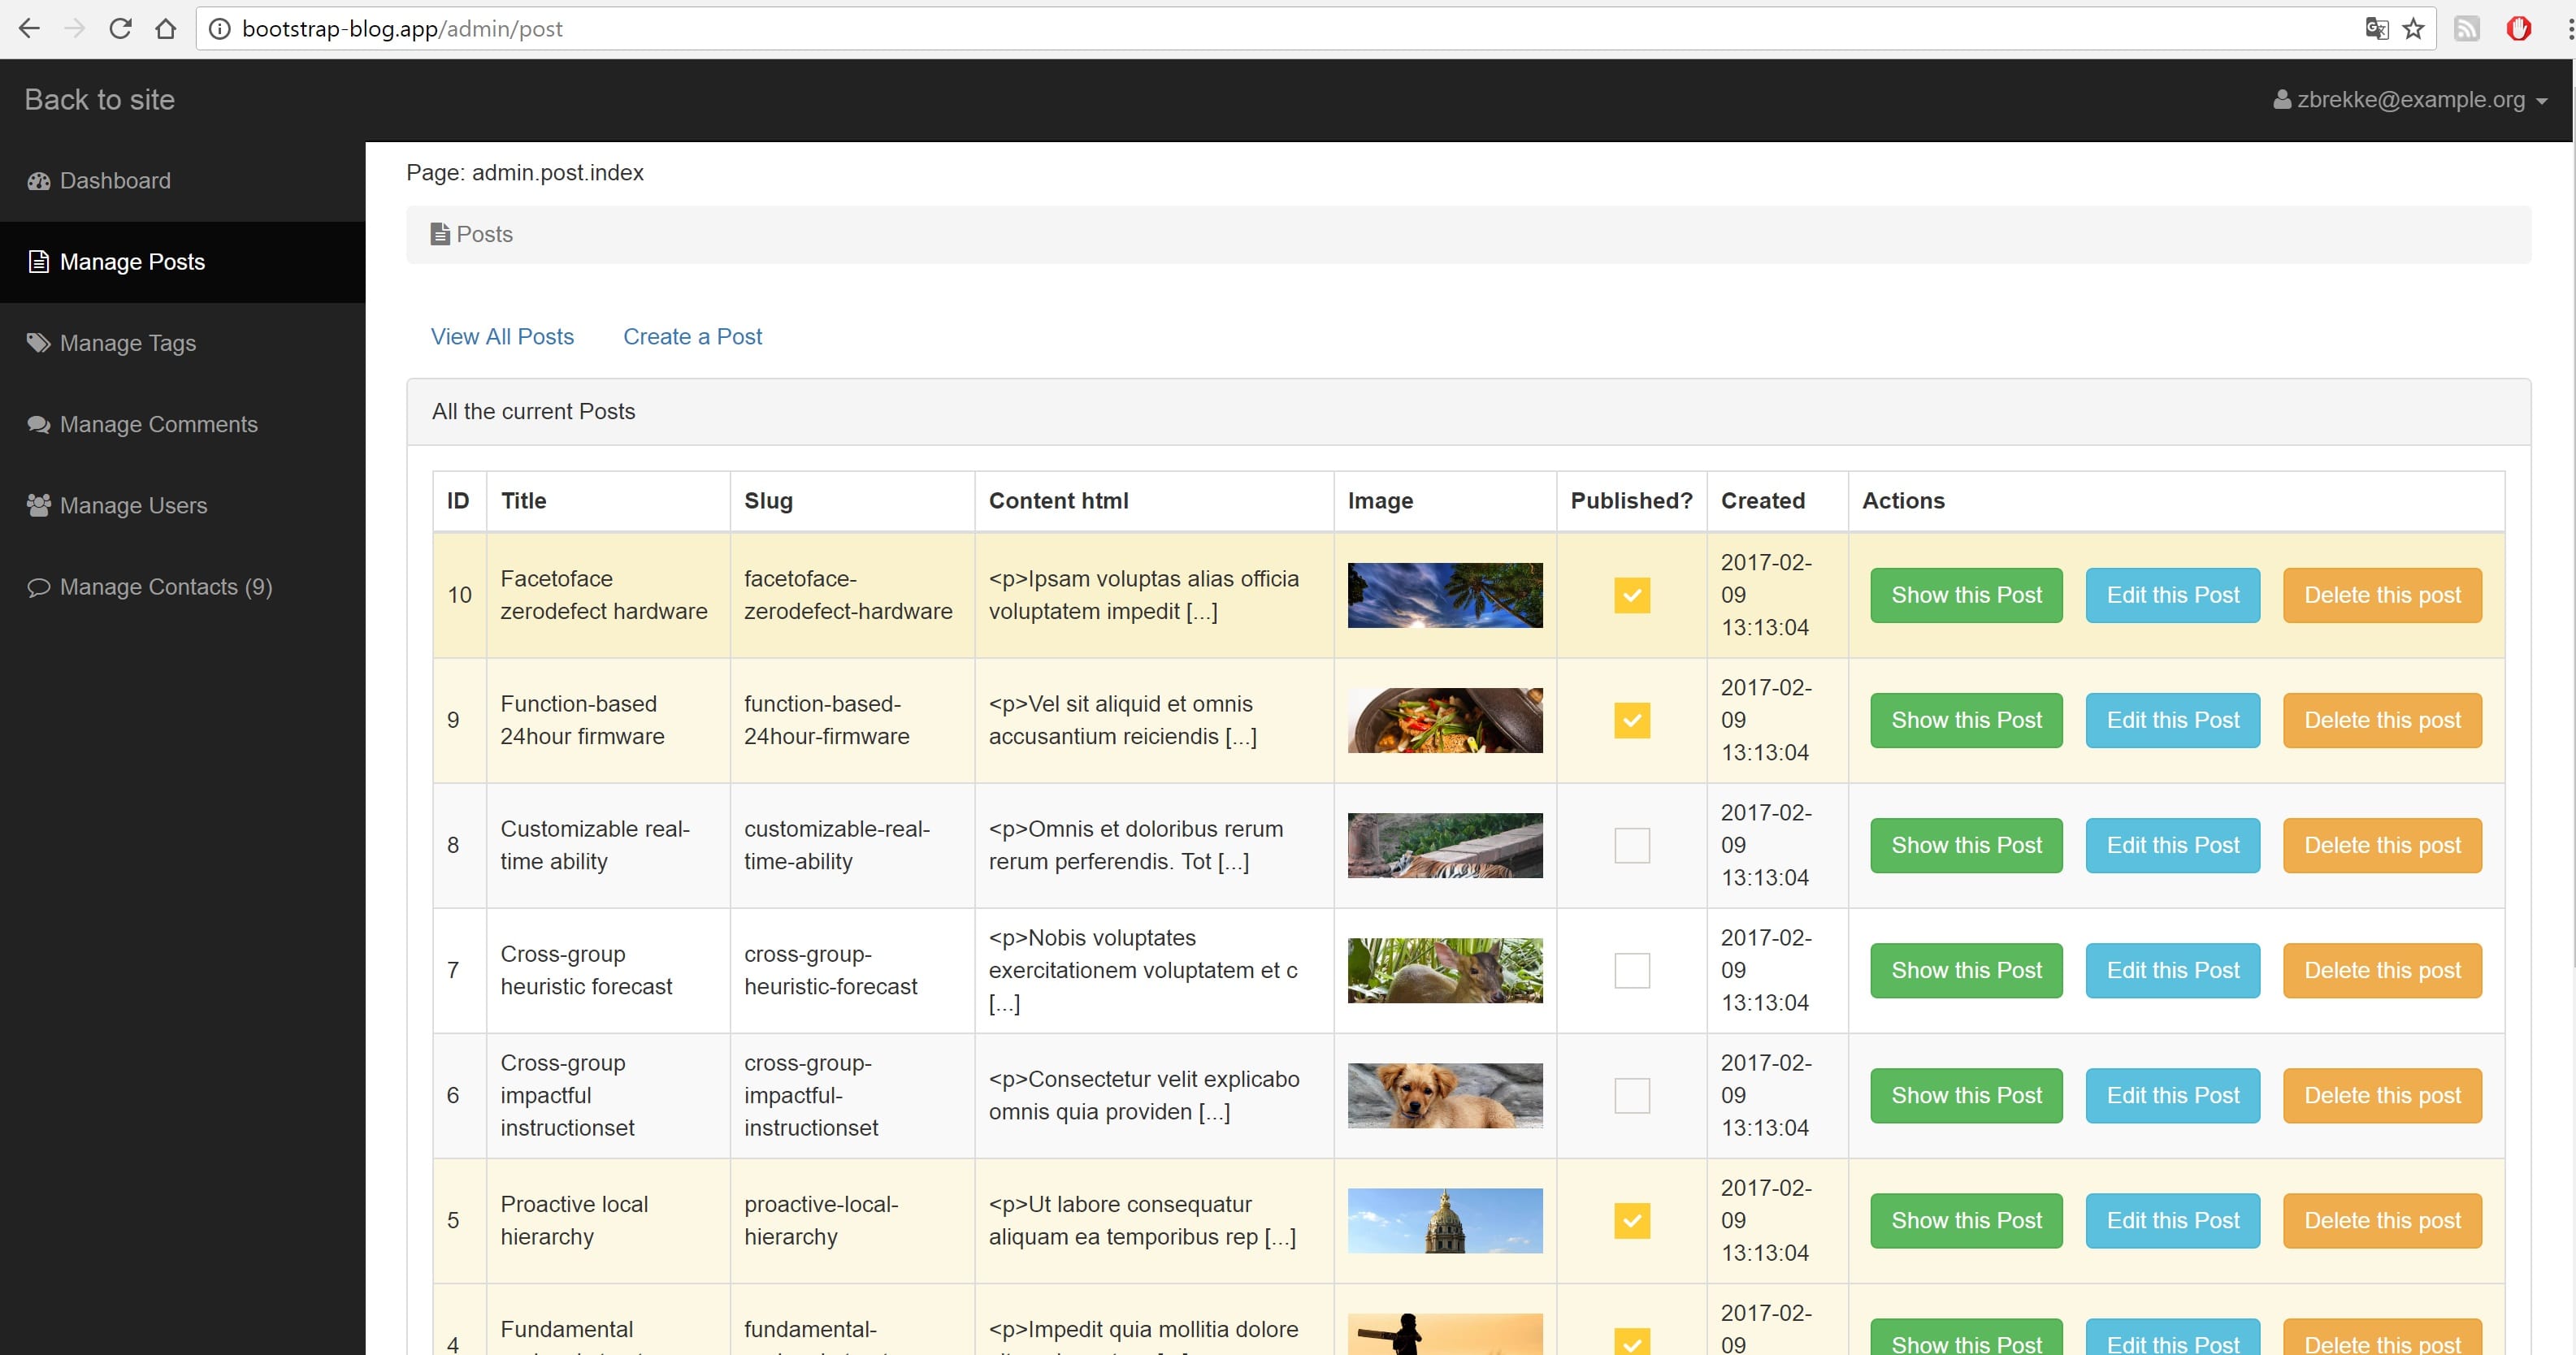 bootstrap-blog.app/admin/post
Back to site
zbrekke@example.org
Dashboard
Manage Posts
Manage Tags
Manage Comments
Manage Users
Manage Contacts (9)
Page: admin.post.index
Posts
View All Posts Create a Post
All the current Posts
ID Title Slug Content html Image Published? Created Actions
10
Facetoface
zerodefect hardware
facetoface-
zerodefect-hardware
<p>Ipsam voluptas alias officia
voluptatem impedit [...]
2017-02-
09
13:13:04
Show this Post Edit this Post Delete this post
9
Function-based
24hour firmware
function-based-
24hour-firmware
<p>Vel sit aliquid et omnis
accusantium reiciendis [...]
2017-02-
09
13:13:04
Show this Post Edit this Post Delete this post
8
Customizable real-
time ability
customizable-real-
time-ability
<p>Omnis et doloribus rerum
rerum perferendis. Tot [...]
2017-02-
09
13:13:04
Show this Post Edit this Post Delete this post
7
Cross-group
heuristic forecast
cross-group-
heuristic-forecast
<p>Nobis voluptates
exercitationem voluptatem et c
[...]
2017-02-
09
13:13:04
Show this Post Edit this Post Delete this post
6
Cross-group
impactful
instructionset
cross-group-
impactful-
instructionset
<p>Consectetur velit explicabo
omnis quia providen [...]
2017-02-
09
13:13:04
Show this Post Edit this Post Delete this post
5
Proactive local
hierarchy
proactive-local-
hierarchy
<p>Ut labore consequatur
aliquam ea temporibus rep [...]
2017-02-
09
13:13:04
Show this Post Edit this Post Delete this post
4
Fundamental
fundamental-
<p>Impedit quia mollitia dolore
2017-02-
09
Show this Post Edit this Post Delete this post